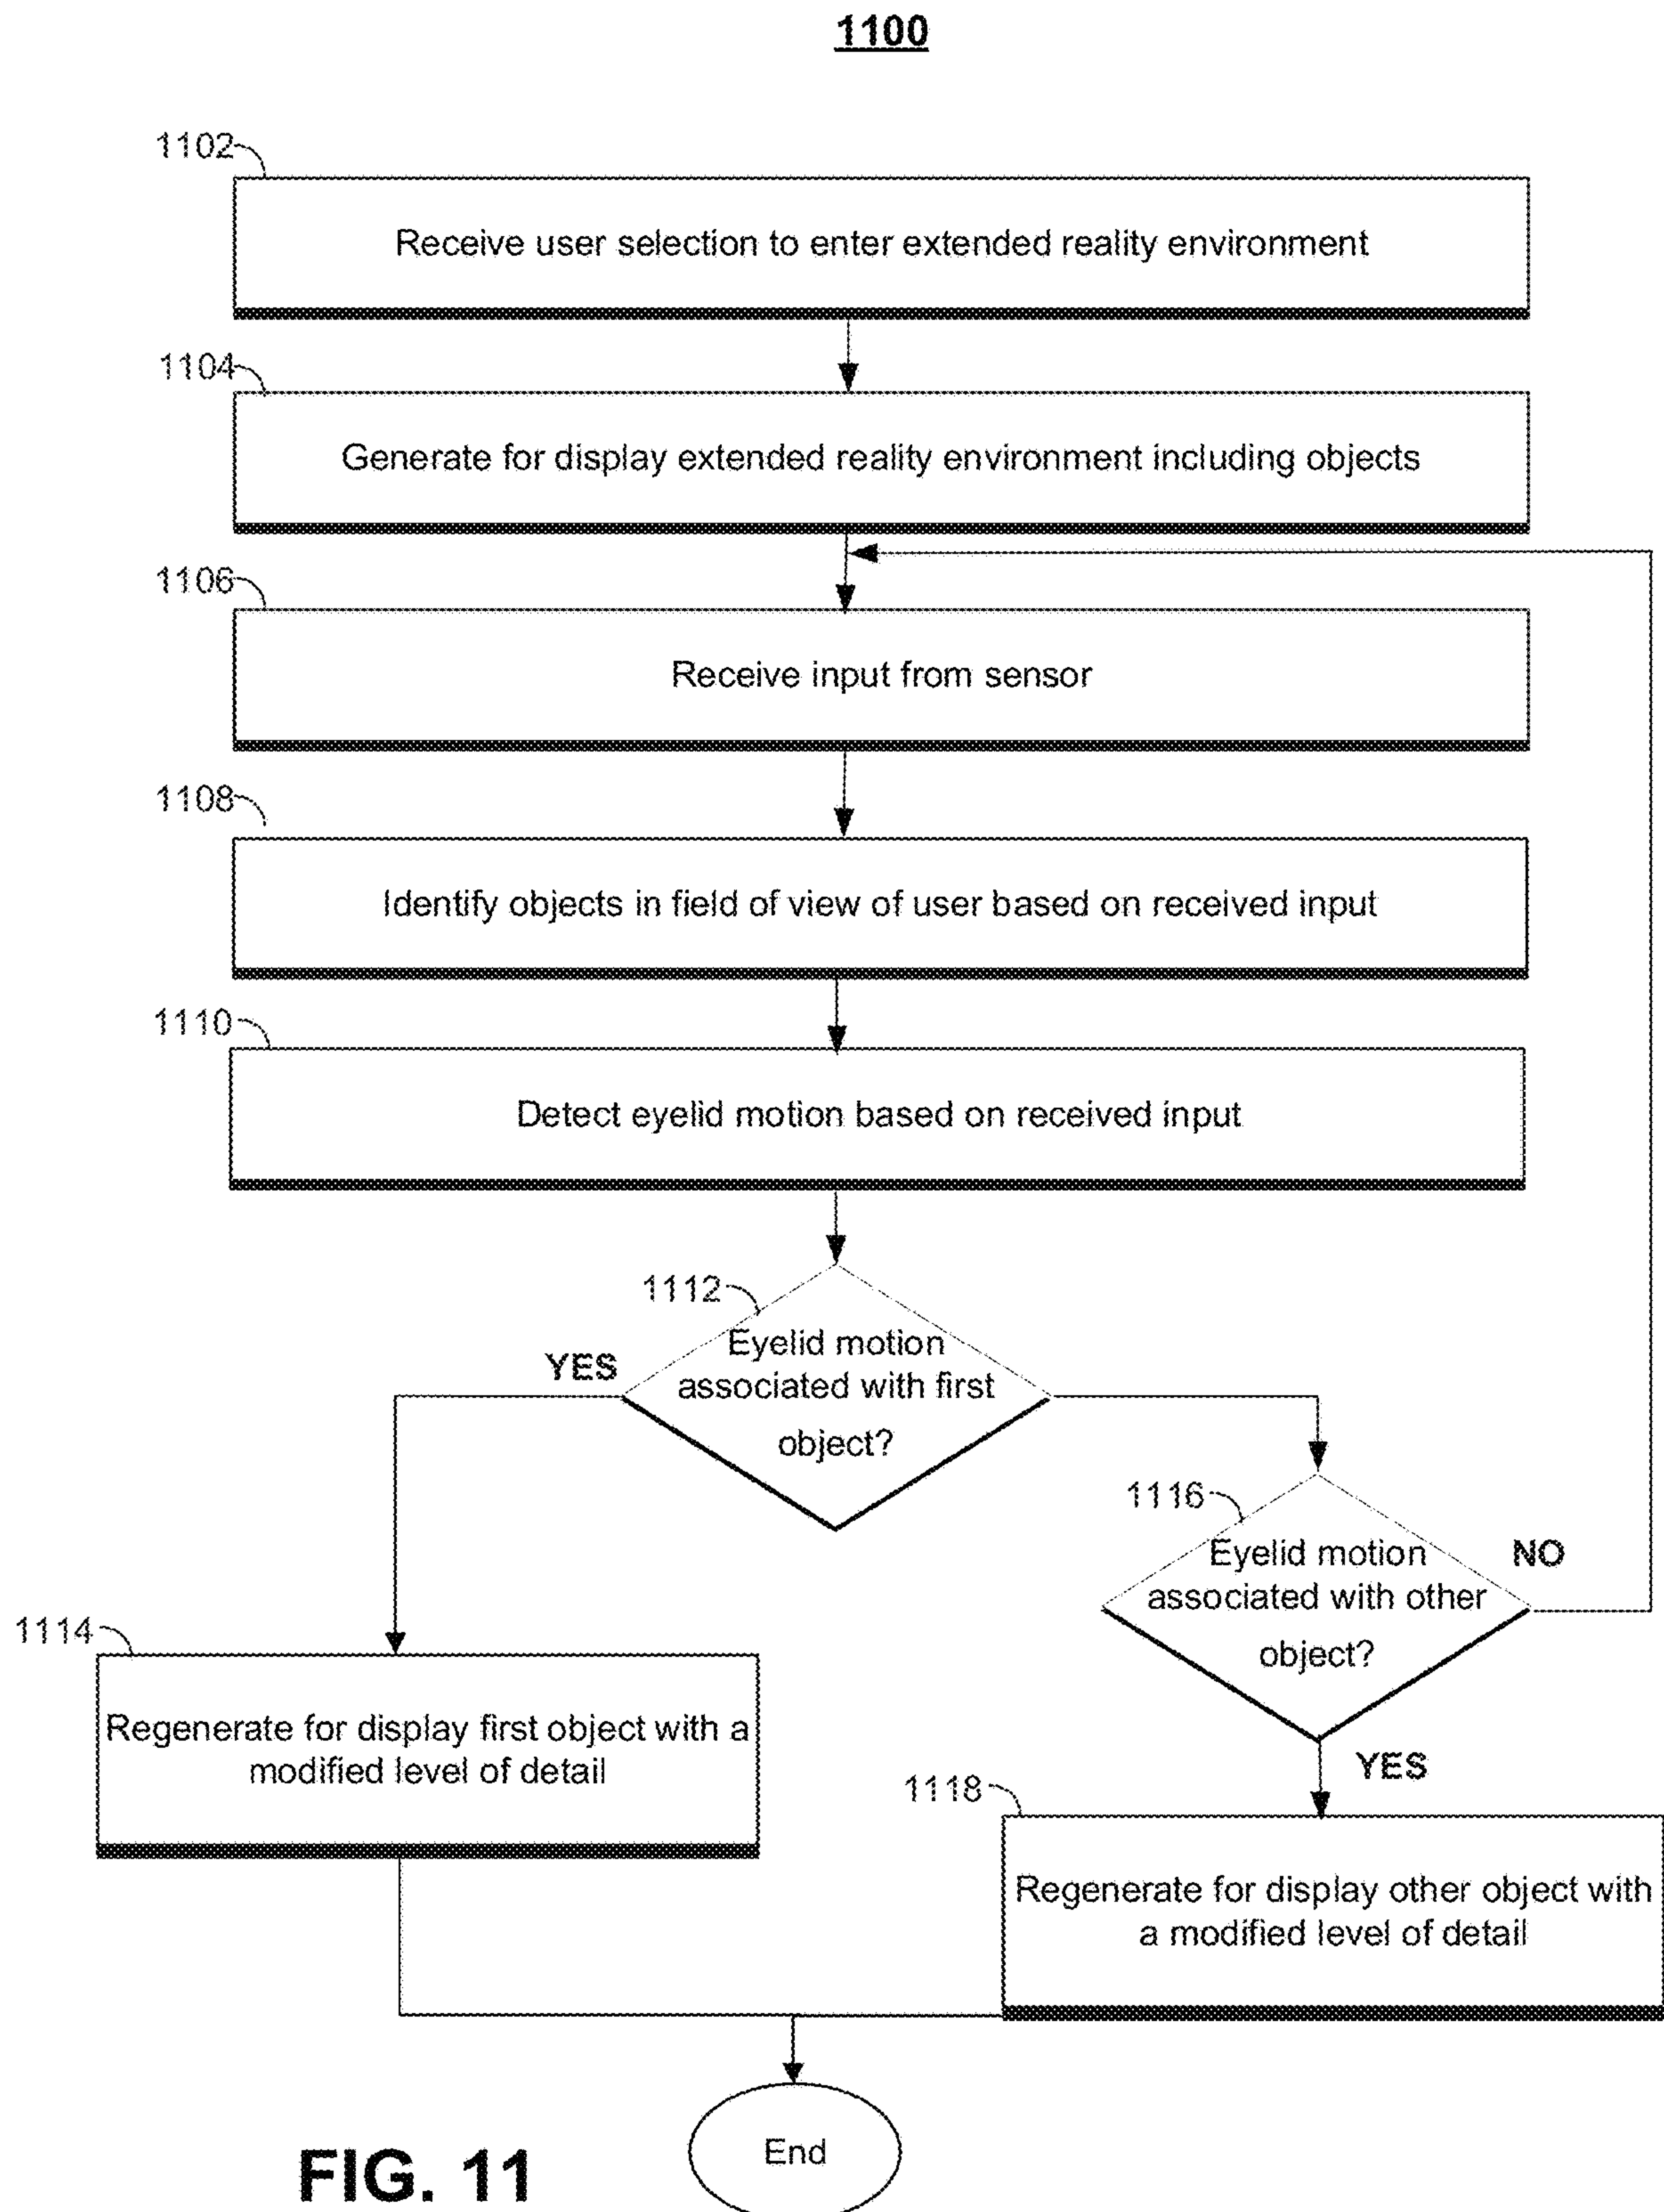 1100
1102
Receive user selection to enter extended reality environment
1104
Generate for display extended reality environment including objects
1106
Receive input from sensor
1108
Identify objects in field of view of user based on received input
1110
Detect eyelid motion based on received input
1112
Eyelid motion
associated with first
object?
YES
1116
Eyelid motion
associated with other
object?
NO
1114
Regenerate for display first object with a
modified level of detail
YES
1118
Regenerate for display other object with
a modified level of detail
End
FIG. 11